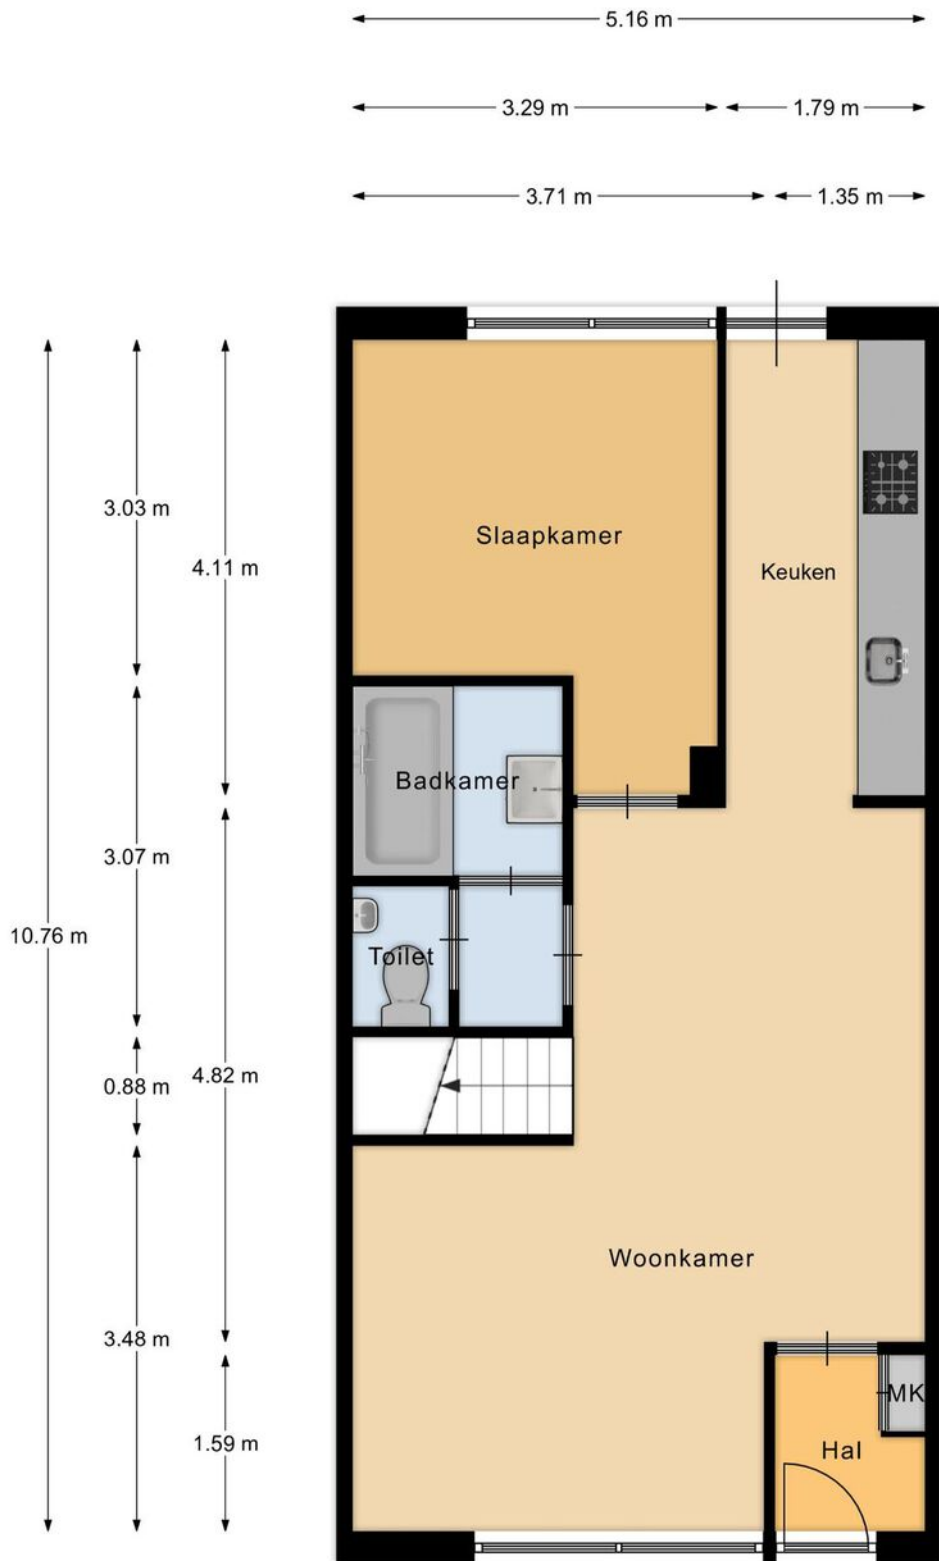 5.16 m
3.29 m 1.79 m
3.71 m 1.35 m
3.03 m
Slaapkamer
4.11 m
Keuken
Badkamer
3.07 m
10.76 m
Toilet
4.82 m
0.88 m
Woonkamer
3.48 m
MK
1.59 m
Hal